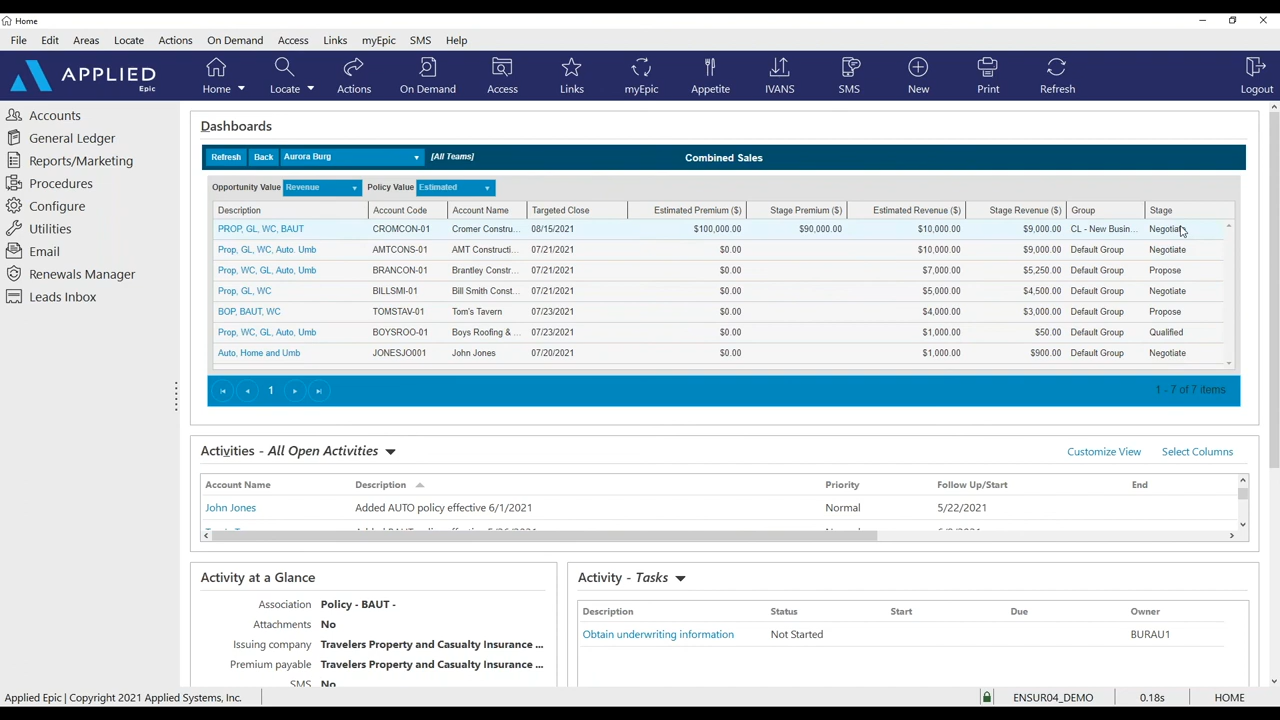 Home
File Edit Areas Locate Actions On Demand Access Links myEpic SMS Help
APPLIED
Epic
Home Locate Actions On Demand Access Links myEpic Appetite IVANS SMS New Print Refresh Logout
Accounts
General Ledger
Reports/Marketing
Procedures
Configure
Utilities
Email
Renewals Manager
Leads Inbox
Dashboards
Refresh Back Aurora Burg [All Teams] Combined Sales
Opportunity Value Revenue Policy Value Estimated
Description Account Code Account Name Targeted Close Estimated Premium ($) Stage Premium ($) Estimated Revenue ($) Stage Revenue ($) Group Stage
PROP, GL, WC, BAUT CROMCON-01 Cromer Constru... 08/15/2021 $100,000.00 $90,000.00 $10,000.00 $9,000.00 CL - New Busin... Negotiate
Prop, GL, WC, Auto. Umb AMTCONS-01 AMT Constructi... 07/21/2021 $0.00 $10,000.00 $9,000.00 Default Group Negotiate
Prop, WC, GL, Auto, Umb BRANCON-01 Brantley Constr... 07/21/2021 $0.00 $7,000.00 $5,250.00 Default Group Propose
Prop, GL, WC BILLSMI-01 Bill Smith Const... 07/21/2021 $0.00 $5,000.00 $4,500.00 Default Group Negotiate
BOP, BAUT, WC TOMSTAV-01 Tom's Tavern 07/23/2021 $0.00 $4,000.00 $3,000.00 Default Group Propose
Prop, WC, GL, Auto, Umb BOYSROO-01 Boys Roofing & ... 07/23/2021 $0.00 $1,000.00 $50.00 Default Group Qualified
Auto, Home and Umb JONESJO001 John Jones 07/20/2021 $0.00 $1,000.00 $900.00 Default Group Negotiate
1 1 - 7 of 7 items
Activities - All Open Activities Customize View Select Columns
Account Name Description Priority Follow Up/Start End
John Jones Added AUTO policy effective 6/1/2021 Normal 5/22/2021
Activity at a Glance
Association Policy - BAUT -
Attachments No
Issuing company Travelers Property and Casualty Insurance ...
Premium payable Travelers Property and Casualty Insurance ...
SMS No
Activity - Tasks
Description Status Start Due Owner
Obtain underwriting information Not Started BURAU1
Applied Epic | Copyright 2021 Applied Systems, Inc. ENSUR04_DEMO 0.18s HOME